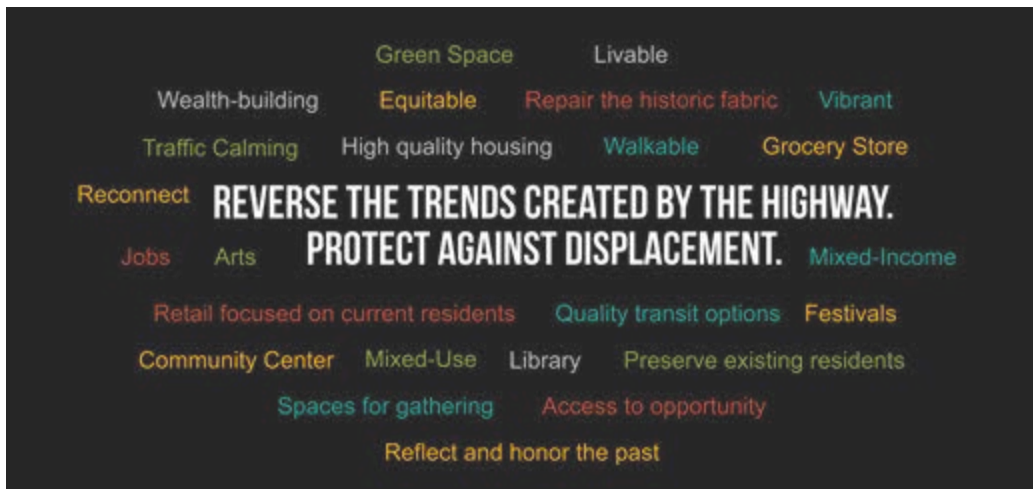 Green Space Livable
Wealth-building Equitable Repair the historic fabric Vibrant
Traffic Calming High quality housing Walkable Grocery Store
Reconnect REVERSE THE TRENDS CREATED BY THE HIGHWAY.
Jobs Arts PROTECT AGAINST DISPLACEMENT. Mixed-Income
Retail focused on current residents Quality transit options Festivals
Community Center Mixed-Use Library Preserve existing residents
Spaces for gathering Access to opportunity
Reflect and honor the past